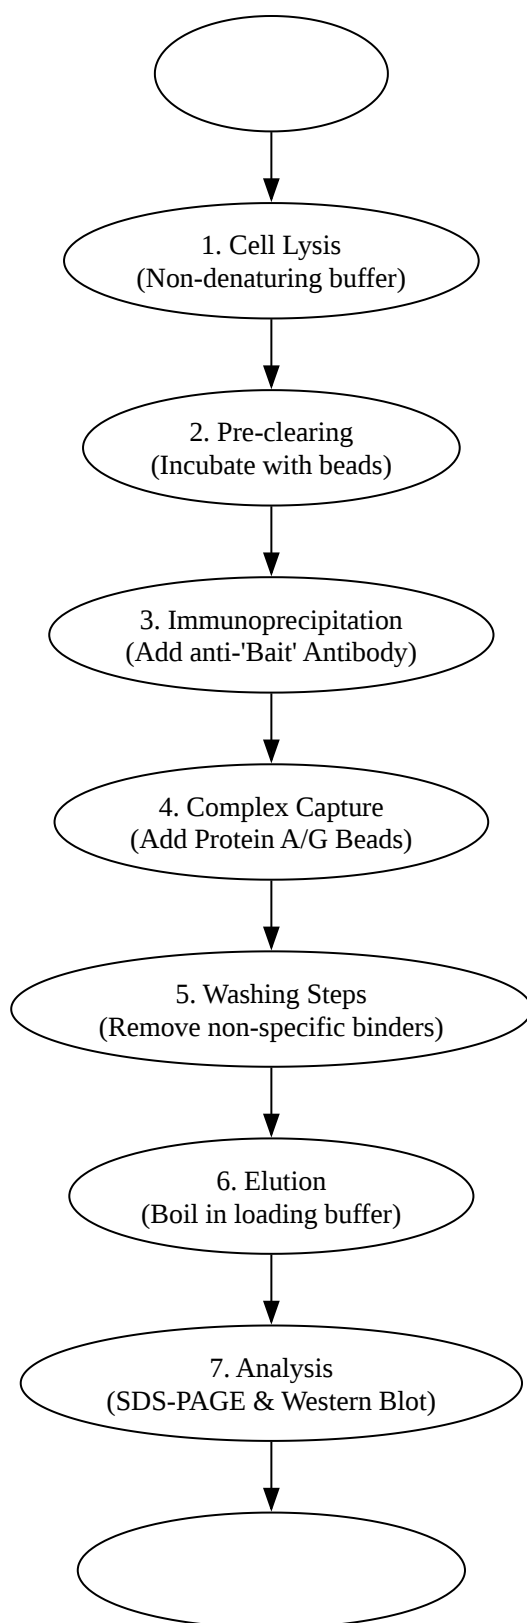 1. Cell Lysis
(Non-denaturing buffer)
2. Pre-clearing
(Incubate with beads)
3. Immunoprecipitation
(Add anti-'Bait' Antibody)
4. Complex Capture
(Add Protein A/G Beads)
5. Washing Steps
(Remove non-specific binders)
6. Elution
(Boil in loading buffer)
7. Analysis
(SDS-PAGE & Western Blot)